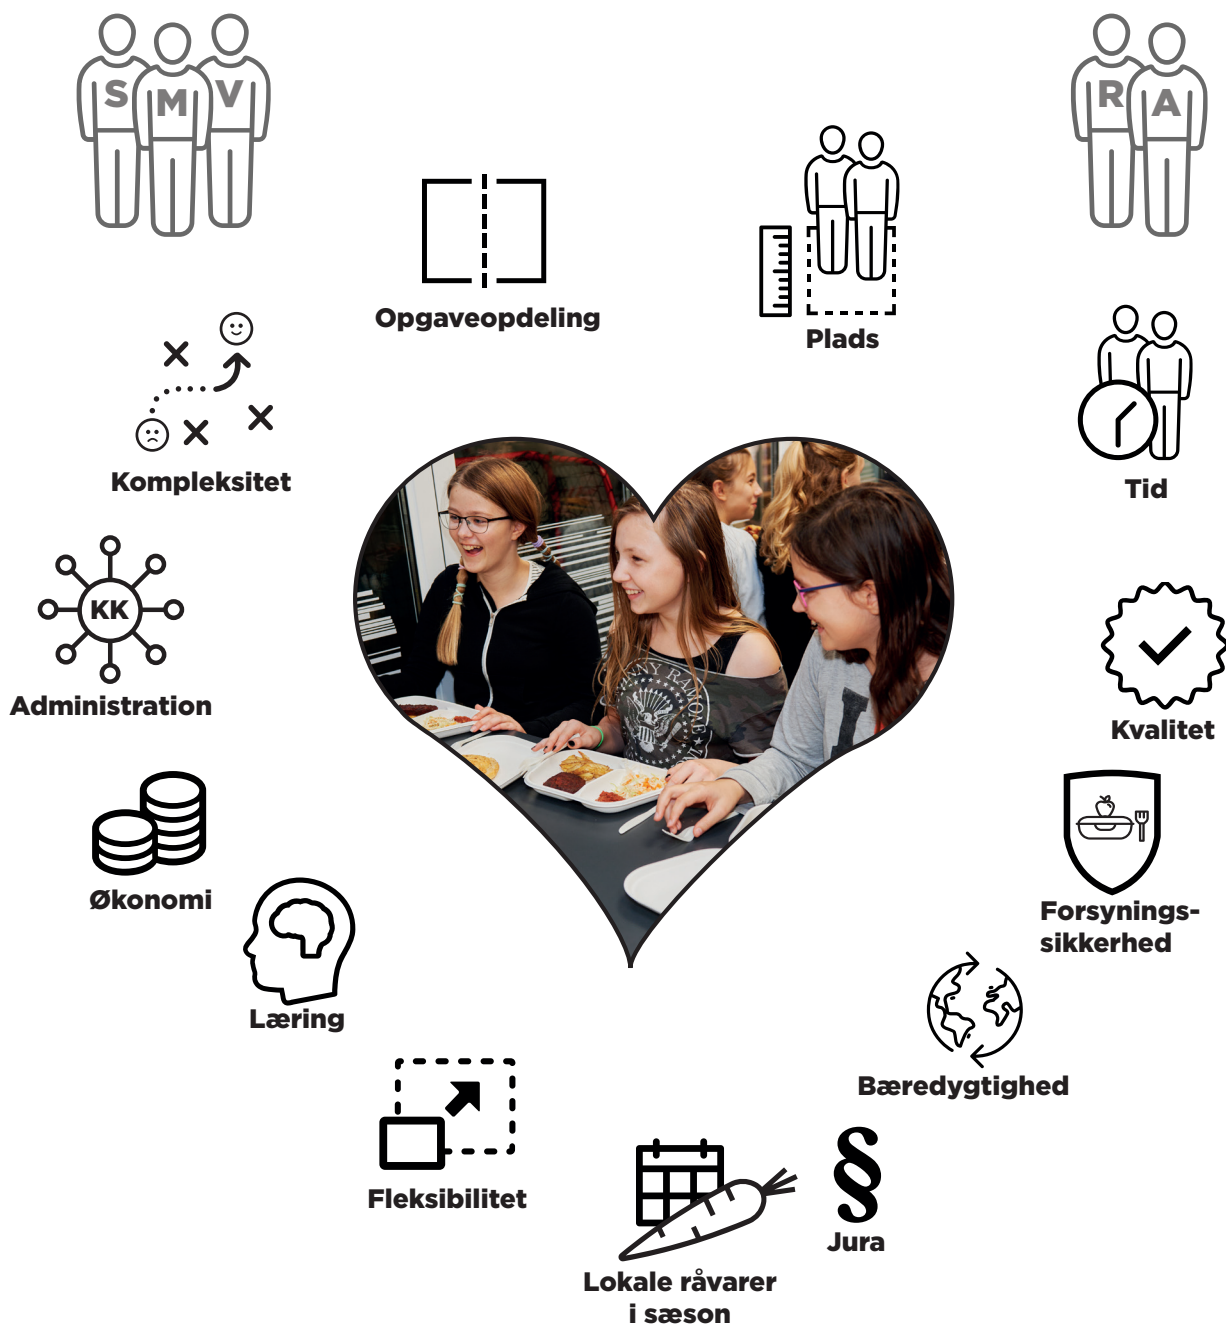 S M V
R A
Opgaveopdeling
Plads
Kompleksitet
Tid
KK
Administration
Kvalitet
Økonomi
Forsynings-
sikkerhed
Læring
Bæredygtighed
Fleksibilitet
§
Jura
Lokale råvarer
i sæson